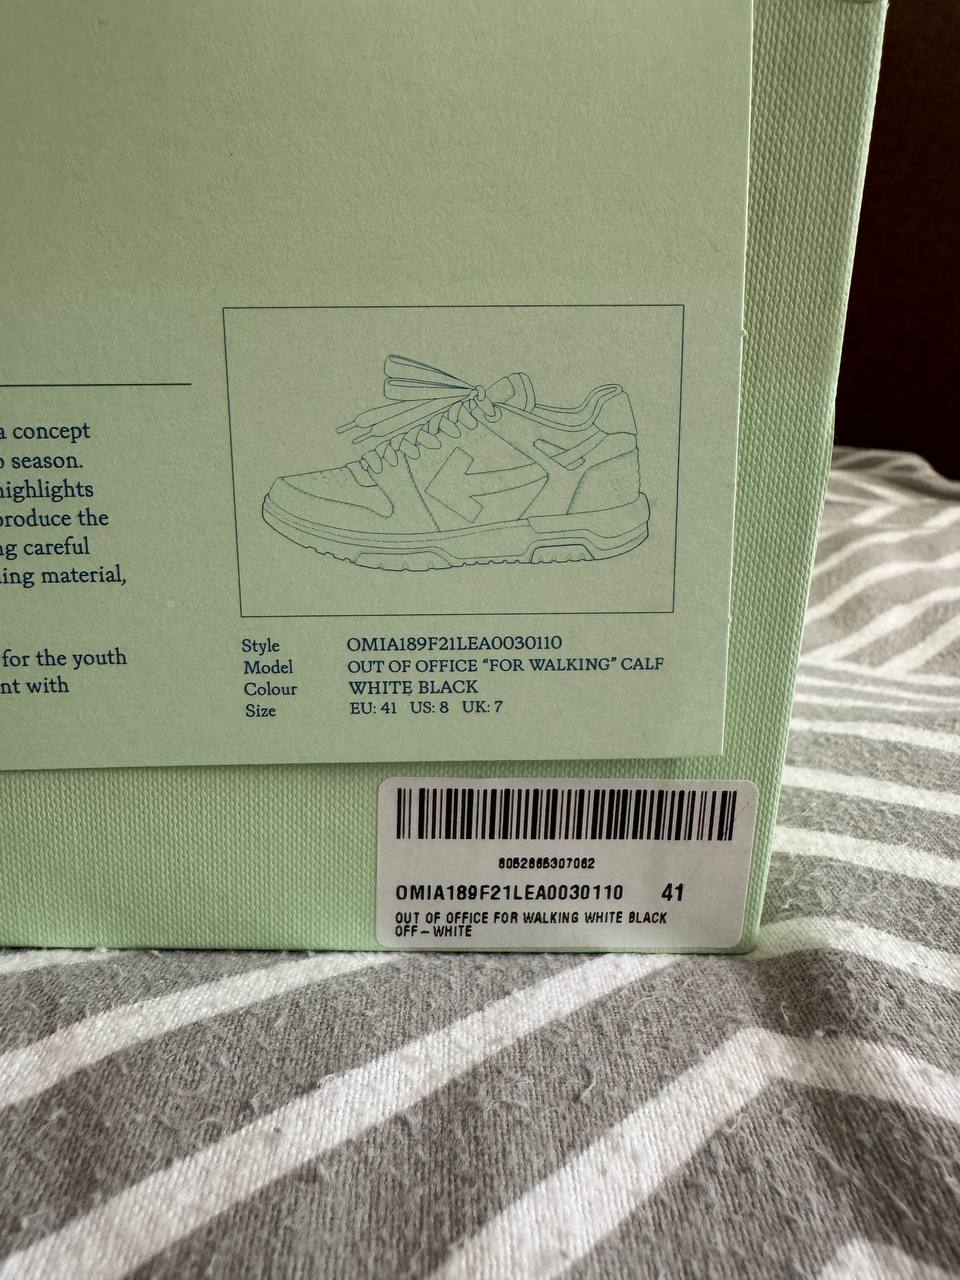 a concept
o season.
highlights
produce the
ng careful
ing material,
for the youth
nt with
Style OMIA189F21LEA0030110
Model OUT OF OFFICE “FOR WALKING” CALF
Colour WHITE BLACK
Size EU: 41 US: 8 UK: 7
8052865307062
OMIA189F21LEA0030110 41
OUT OF OFFICE FOR WALKING WHITE BLACK
OFF-WHITE